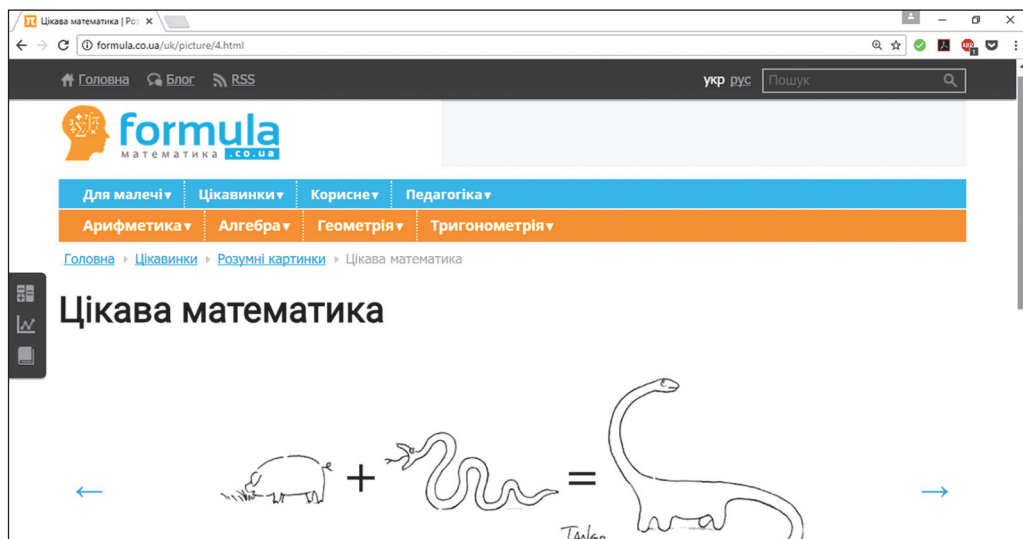 Цікава математика | Роз
formula.co.ua/uk/picture/4.html
Головна Блог RSS
укр рус Пошук
formula
математика .co.ua
Для малечі Цікавинки Корисне Педагогіка
Арифметика Алгебра Геометрія Тригонометрія
Головна Цікавинки Розумні картинки Цікава математика
Цікава математика
+ =